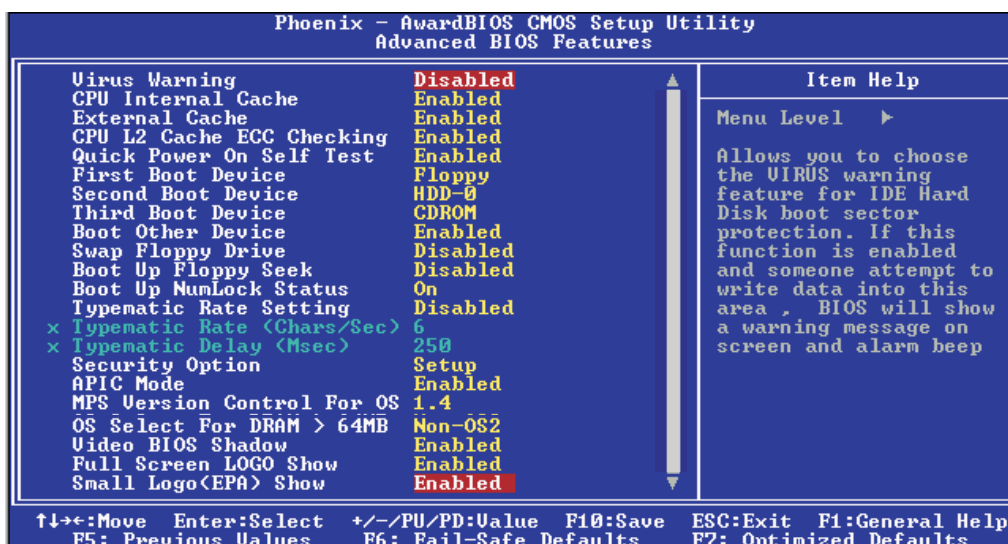 Phoenix - AwardBIOS CMOS Setup Utility
Advanced BIOS Features
Virus Warning Disabled
CPU Internal Cache Enabled
External Cache Enabled
CPU L2 Cache ECC Checking Enabled
Quick Power On Self Test Enabled
First Boot Device Floppy
Second Boot Device HDD-0
Third Boot Device CDROM
Boot Other Device Enabled
Swap Floppy Drive Disabled
Boot Up Floppy Seek Disabled
Boot Up NumLock Status On
Typematic Rate Setting Disabled
x Typematic Rate (Chars/Sec) 6
x Typematic Delay (Msec) 250
Security Option Setup
APIC Mode Enabled
MPS Version Control For OS 1.4
OS Select For DRAM > 64MB Non-OS2
Video BIOS Shadow Enabled
Full Screen LOGO Show Enabled
Small Logo(EPA) Show Enabled
Item Help
Menu Level ►
Allows you to choose
the VIRUS warning
feature for IDE Hard
Disk boot sector
protection. If this
function is enabled
and someone attempt to
write data into this
area , BIOS will show
a warning message on
screen and alarm beep
↑↓→←:Move Enter:Select +/-/PU/PD:Value F10:Save ESC:Exit F1:General Help
F5: Previous Values F6: Fail-Safe Defaults F7: Optimized Defaults